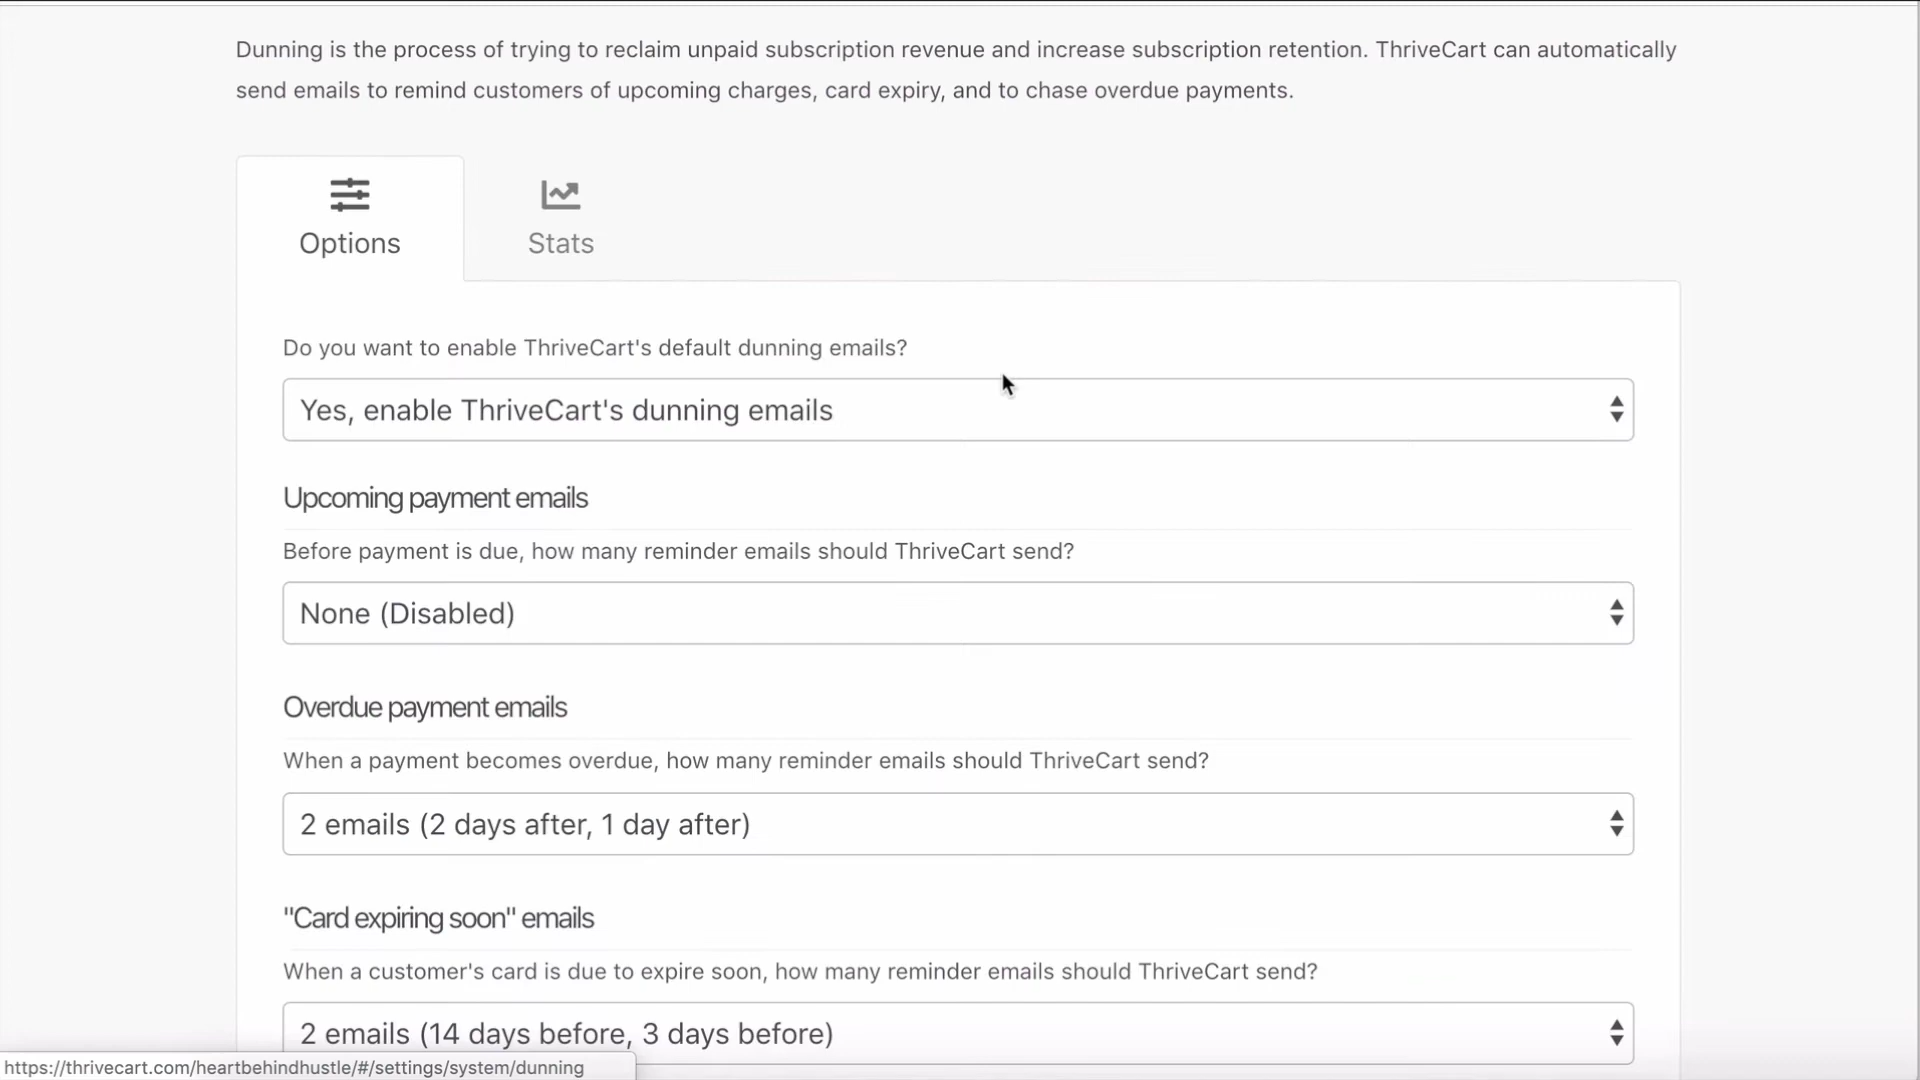 Dunning is the process of trying to reclaim unpaid subscription revenue and increase subscription retention. ThriveCart can automatically
send emails to remind customers of upcoming charges, card expiry, and to chase overdue payments.
Options
Stats
Do you want to enable ThriveCart's default dunning emails?
Yes, enable ThriveCart's dunning emails
Upcoming payment emails
Before payment is due, how many reminder emails should ThriveCart send?
None (Disabled)
Overdue payment emails
When a payment becomes overdue, how many reminder emails should ThriveCart send?
2 emails (2 days after, 1 day after)
"Card expiring soon" emails
When a customer's card is due to expire soon, how many reminder emails should ThriveCart send?
2 emails (14 days before, 3 days before)
https://thrivecart.com/heartbehindhustle/#/settings/system/dunning